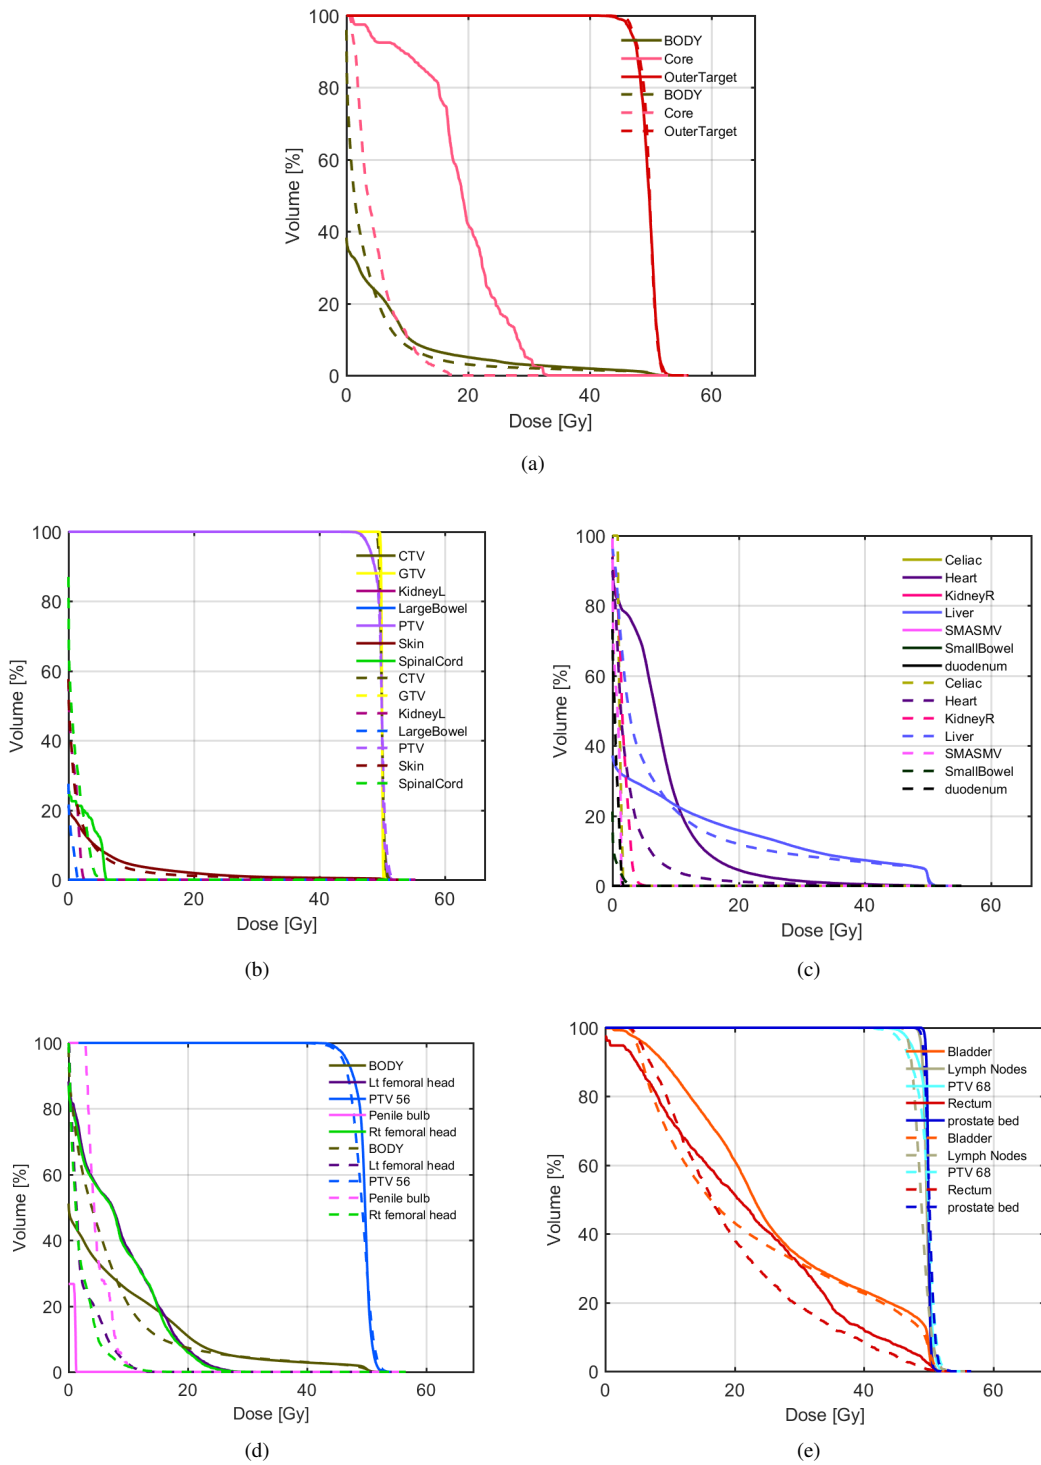 100
80
60
40
20
0
Volume [%]
BODY
Core
OuterTarget
BODY
Core
OuterTarget
0 20 40 60
Dose [Gy]
(a)
100
80
60
40
20
0
Volume [%]
CTV
GTV
KidneyL
LargeBowel
PTV
Skin
SpinalCord
CTV
GTV
KidneyL
LargeBowel
PTV
Skin
SpinalCord
0 20 40 60
Dose [Gy]
(b)
100
80
60
40
20
0
Volume [%]
Celiac
Heart
KidneyR
Liver
SMASMV
SmallBowel
duodenum
Celiac
Heart
KidneyR
Liver
SMASMV
SmallBowel
duodenum
0 20 40 60
Dose [Gy]
(c)
100
80
60
40
20
0
Volume [%]
BODY
Lt femoral head
PTV 56
Penile bulb
Rt femoral head
BODY
Lt femoral head
PTV 56
Penile bulb
Rt femoral head
0 20 40 60
Dose [Gy]
(d)
100
80
60
40
20
0
Volume [%]
Bladder
Lymph Nodes
PTV 68
Rectum
prostate bed
Bladder
Lymph Nodes
PTV 68
Rectum
prostate bed
0 20 40 60
Dose [Gy]
(e)